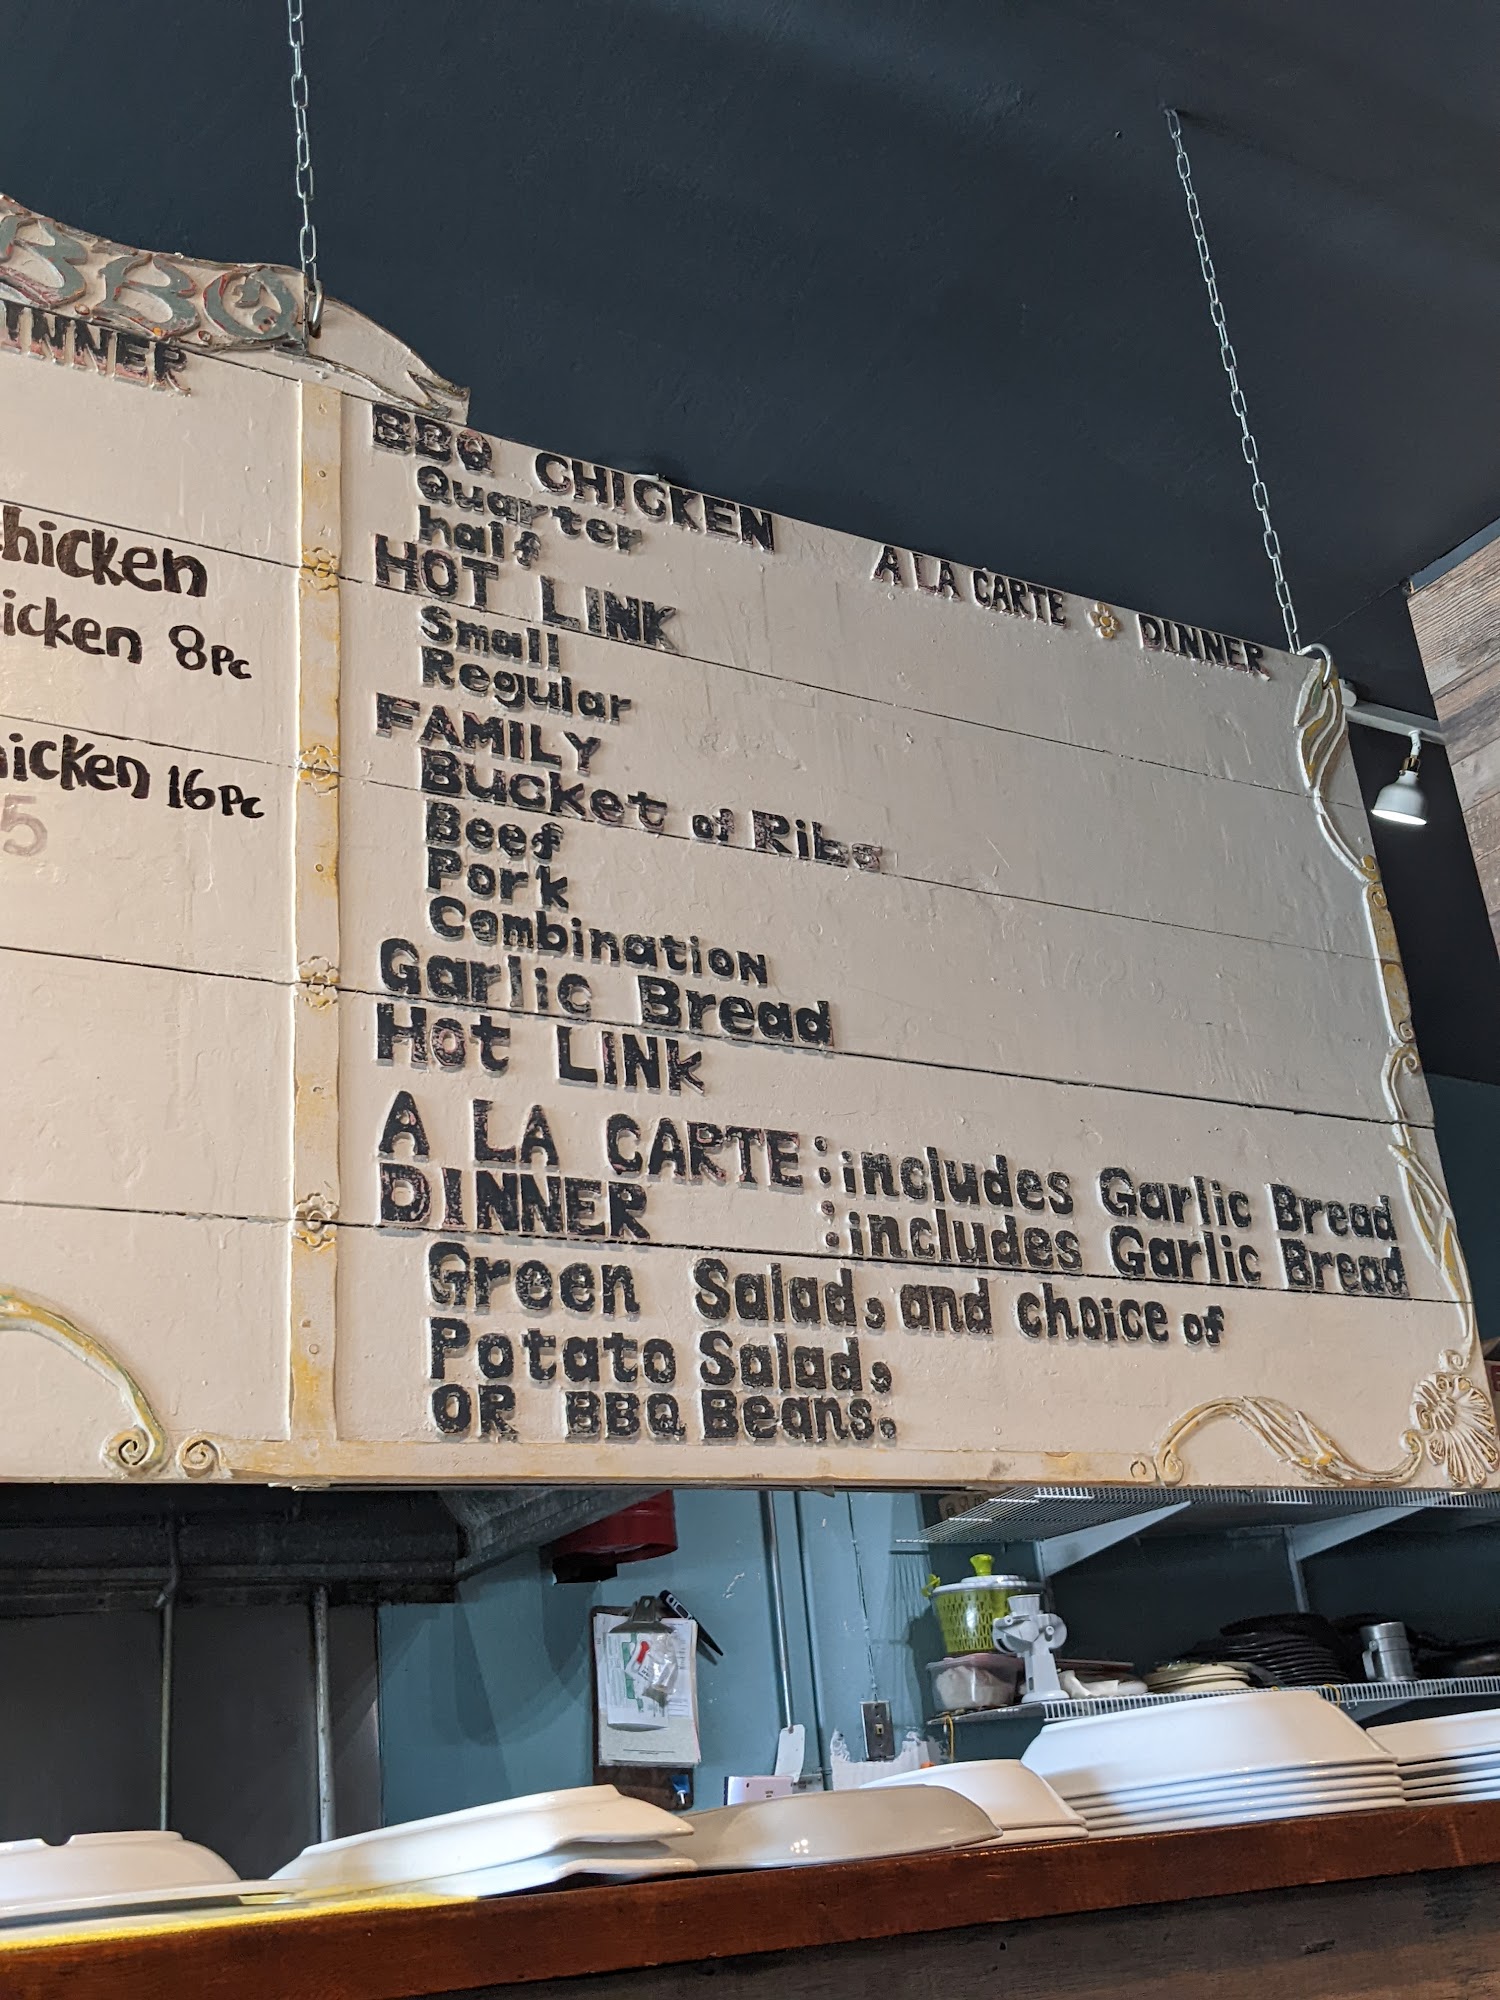 BBQ
INNER
hicken
icken 8Pc
icken 16Pc
5
BBQ CHICKEN
Quarter
half
A LA CARTE DINNER
HOT LINK
Small
Regular
FAMILY
Bucket of Ribs
Beef
Pork
Combination
Garlic Bread
Hot LINK
A LA CARTE :includes Garlic Bread
DINNER :includes Garlic Bread
Green Salad, and choice of
Potato Salad,
OR BBQ Beans.